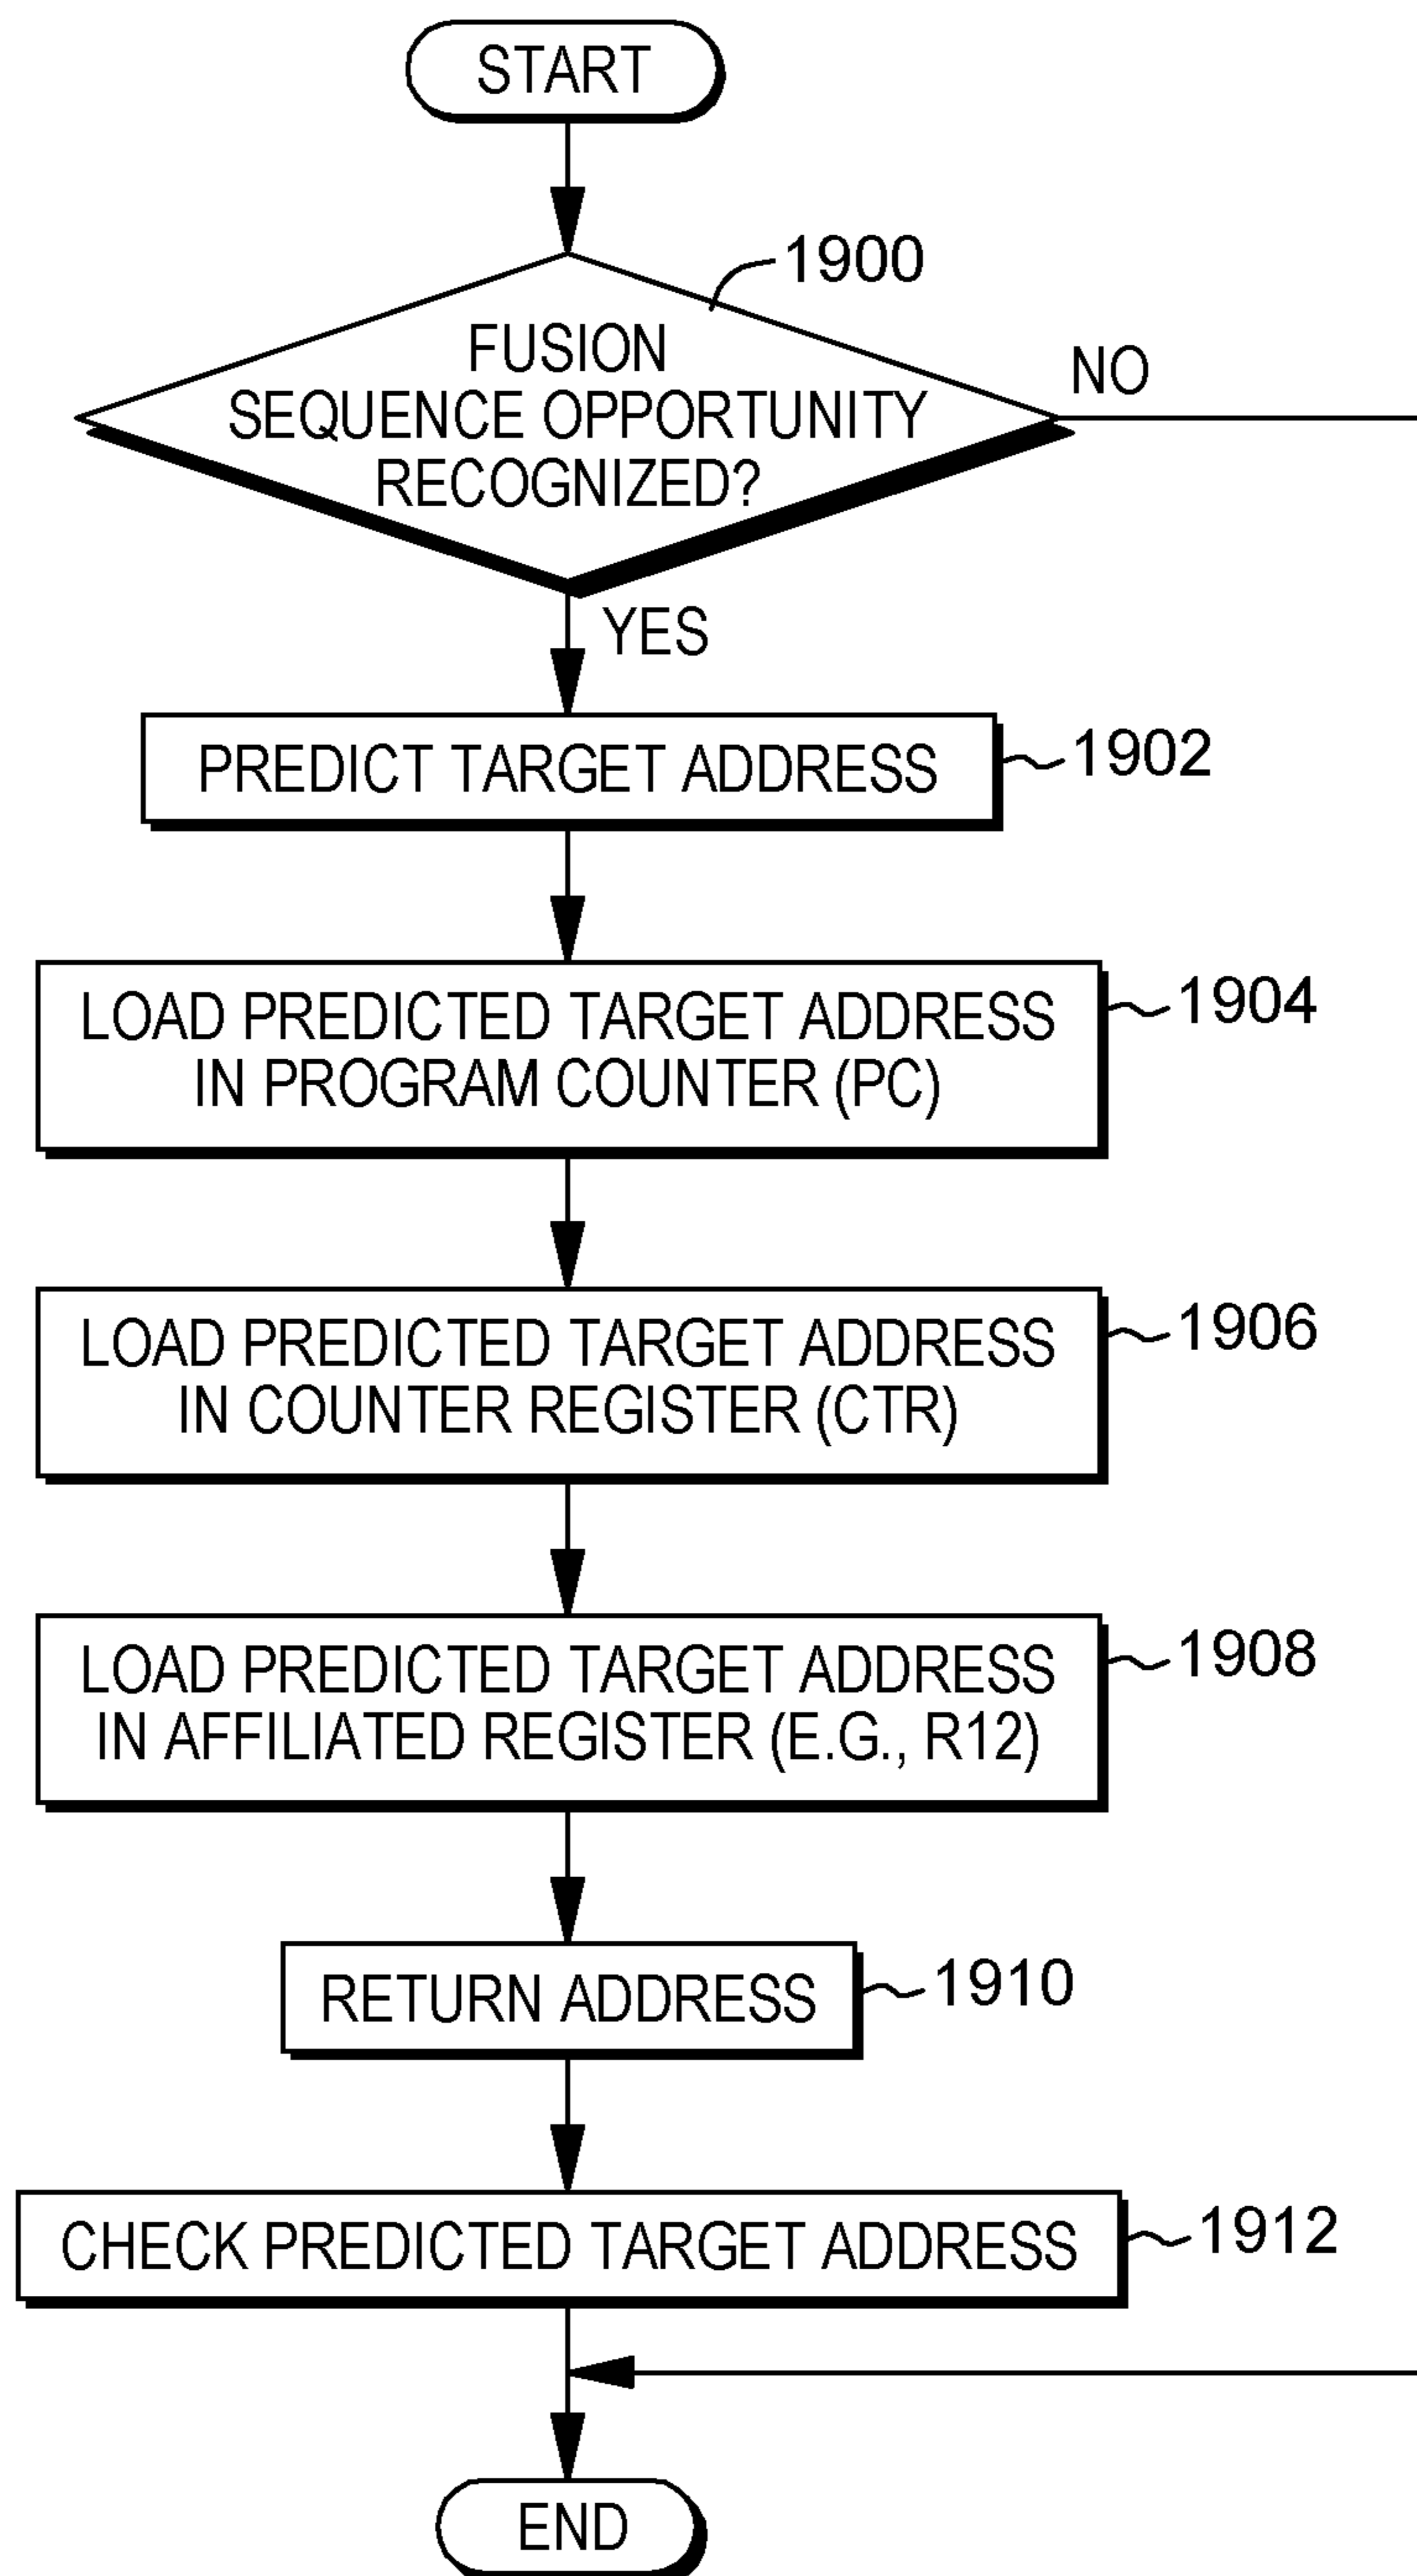 START
1900
FUSION
SEQUENCE OPPORTUNITY
RECOGNIZED?
NO
YES
PREDICT TARGET ADDRESS
1902
LOAD PREDICTED TARGET ADDRESS
IN PROGRAM COUNTER (PC)
1904
LOAD PREDICTED TARGET ADDRESS
IN COUNTER REGISTER (CTR)
1906
LOAD PREDICTED TARGET ADDRESS
IN AFFILIATED REGISTER (E.G., R12)
1908
RETURN ADDRESS
1910
CHECK PREDICTED TARGET ADDRESS
1912
END